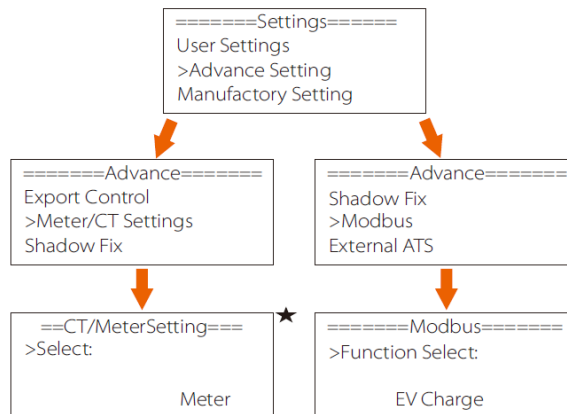 =======Settings======
User Settings
>Advance Setting
Manufactory Setting
=======Advance=======
Export Control
>Meter/CT Settings
Shadow Fix
=======Advance=======
Shadow Fix
>Modbus
External ATS
==CT/MeterSetting===
>Select:
Meter
★
=======Modbus=======
>Function Select:
EV Charge